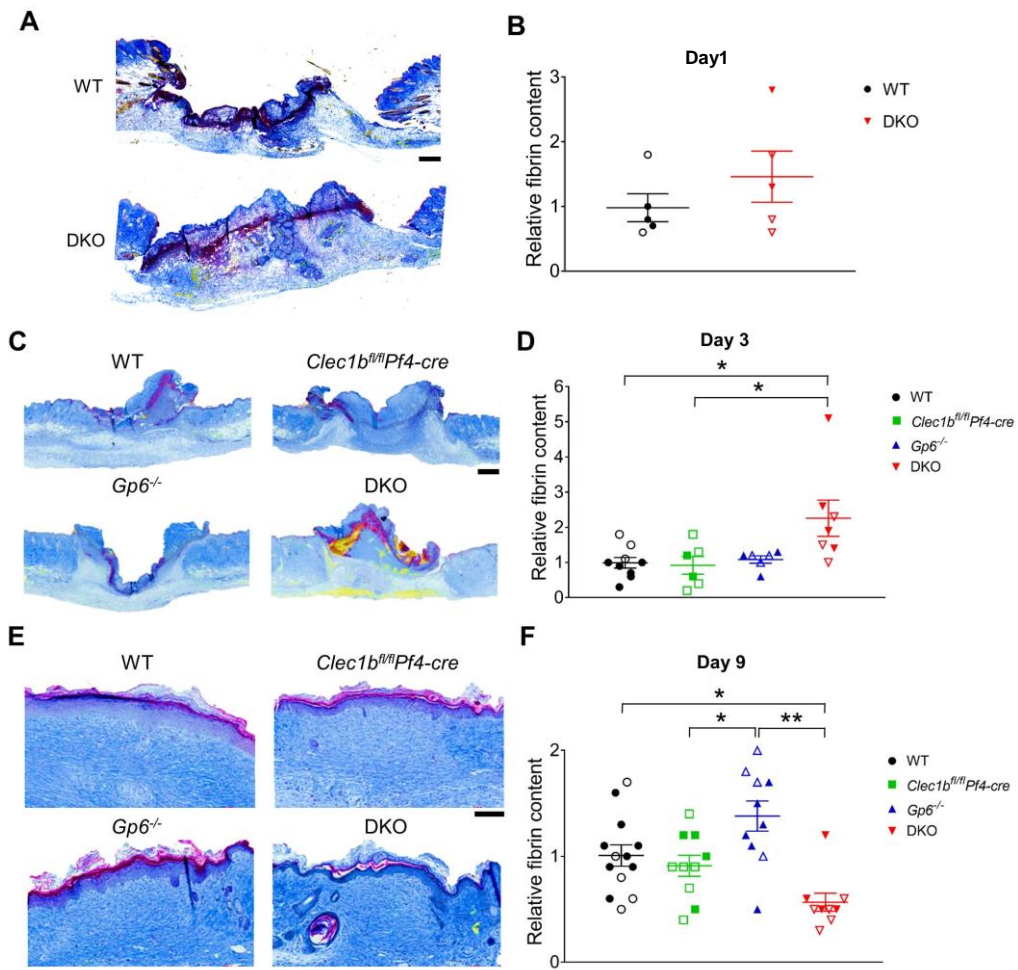 A
WT
DKO
B
Day1
Relative fibrin content
3
2
1
0
WT
DKO
C
WT
Clec1bfl/flPf4-cre
Gp6-/-
DKO
D
Day 3
*
*
Relative fibrin content
6
5
4
3
2
1
0
WT
Clec1bfl/flPf4-cre
Gp6-/-
DKO
E
WT
Clec1bfl/flPf4-cre
Gp6-/-
DKO
F
Day 9
*
*
**
Relative fibrin content
2
1
0
WT
Clec1bfl/flPf4-cre
Gp6-/-
DKO